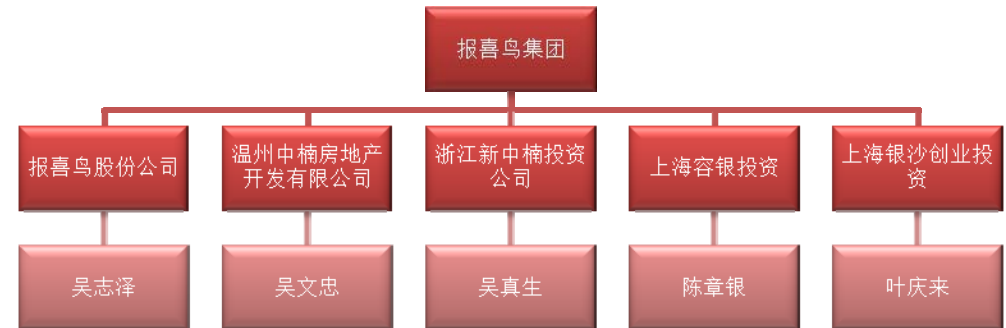 报喜鸟集团
报喜鸟股份公司
温州中楠房地产
开发有限公司
浙江新中楠投资
公司
上海容银投资
上海银沙创业投
资
吴志泽
吴文忠
吴真生
陈章银
叶庆来